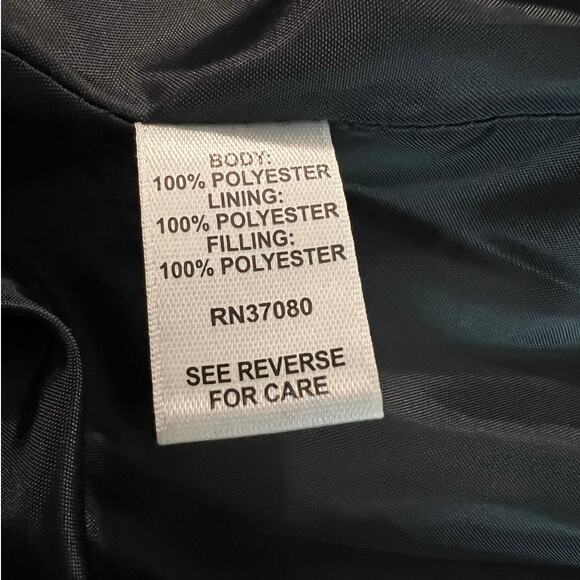 BODY:
100% POLYESTER
LINING:
100% POLYESTER
FILLING:
100% POLYESTER
RN37080
SEE REVERSE
FOR CARE